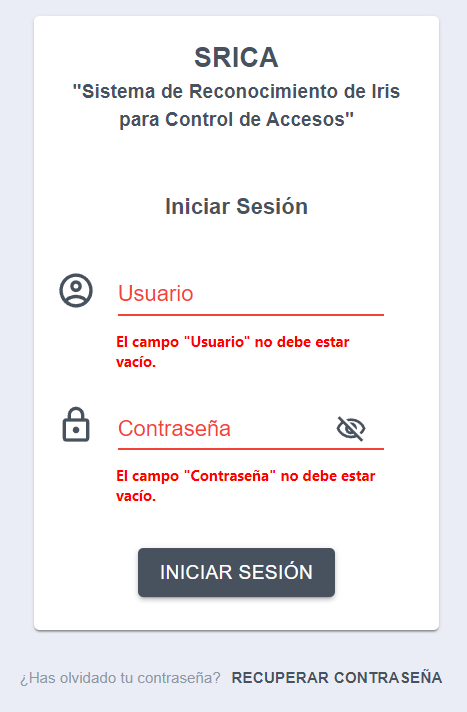 SRICA
"Sistema de Reconocimiento de Iris
para Control de Accesos"
Iniciar Sesión
Usuario
El campo "Usuario" no debe estar
vacío.
Contraseña
El campo "Contraseña" no debe estar
vacío.
INICIAR SESIÓN
¿Has olvidado tu contraseña? RECUPERAR CONTRASEÑA